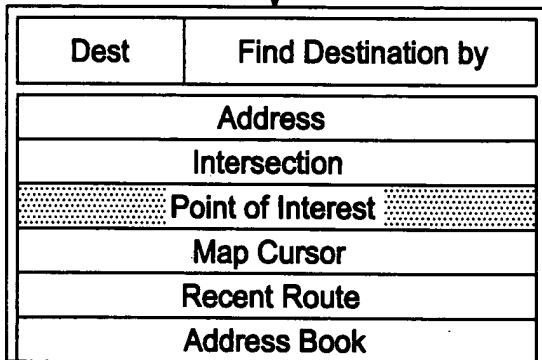 Dest Find Destination by
Address
Intersection
Point of Interest
Map Cursor
Recent Route
Address Book